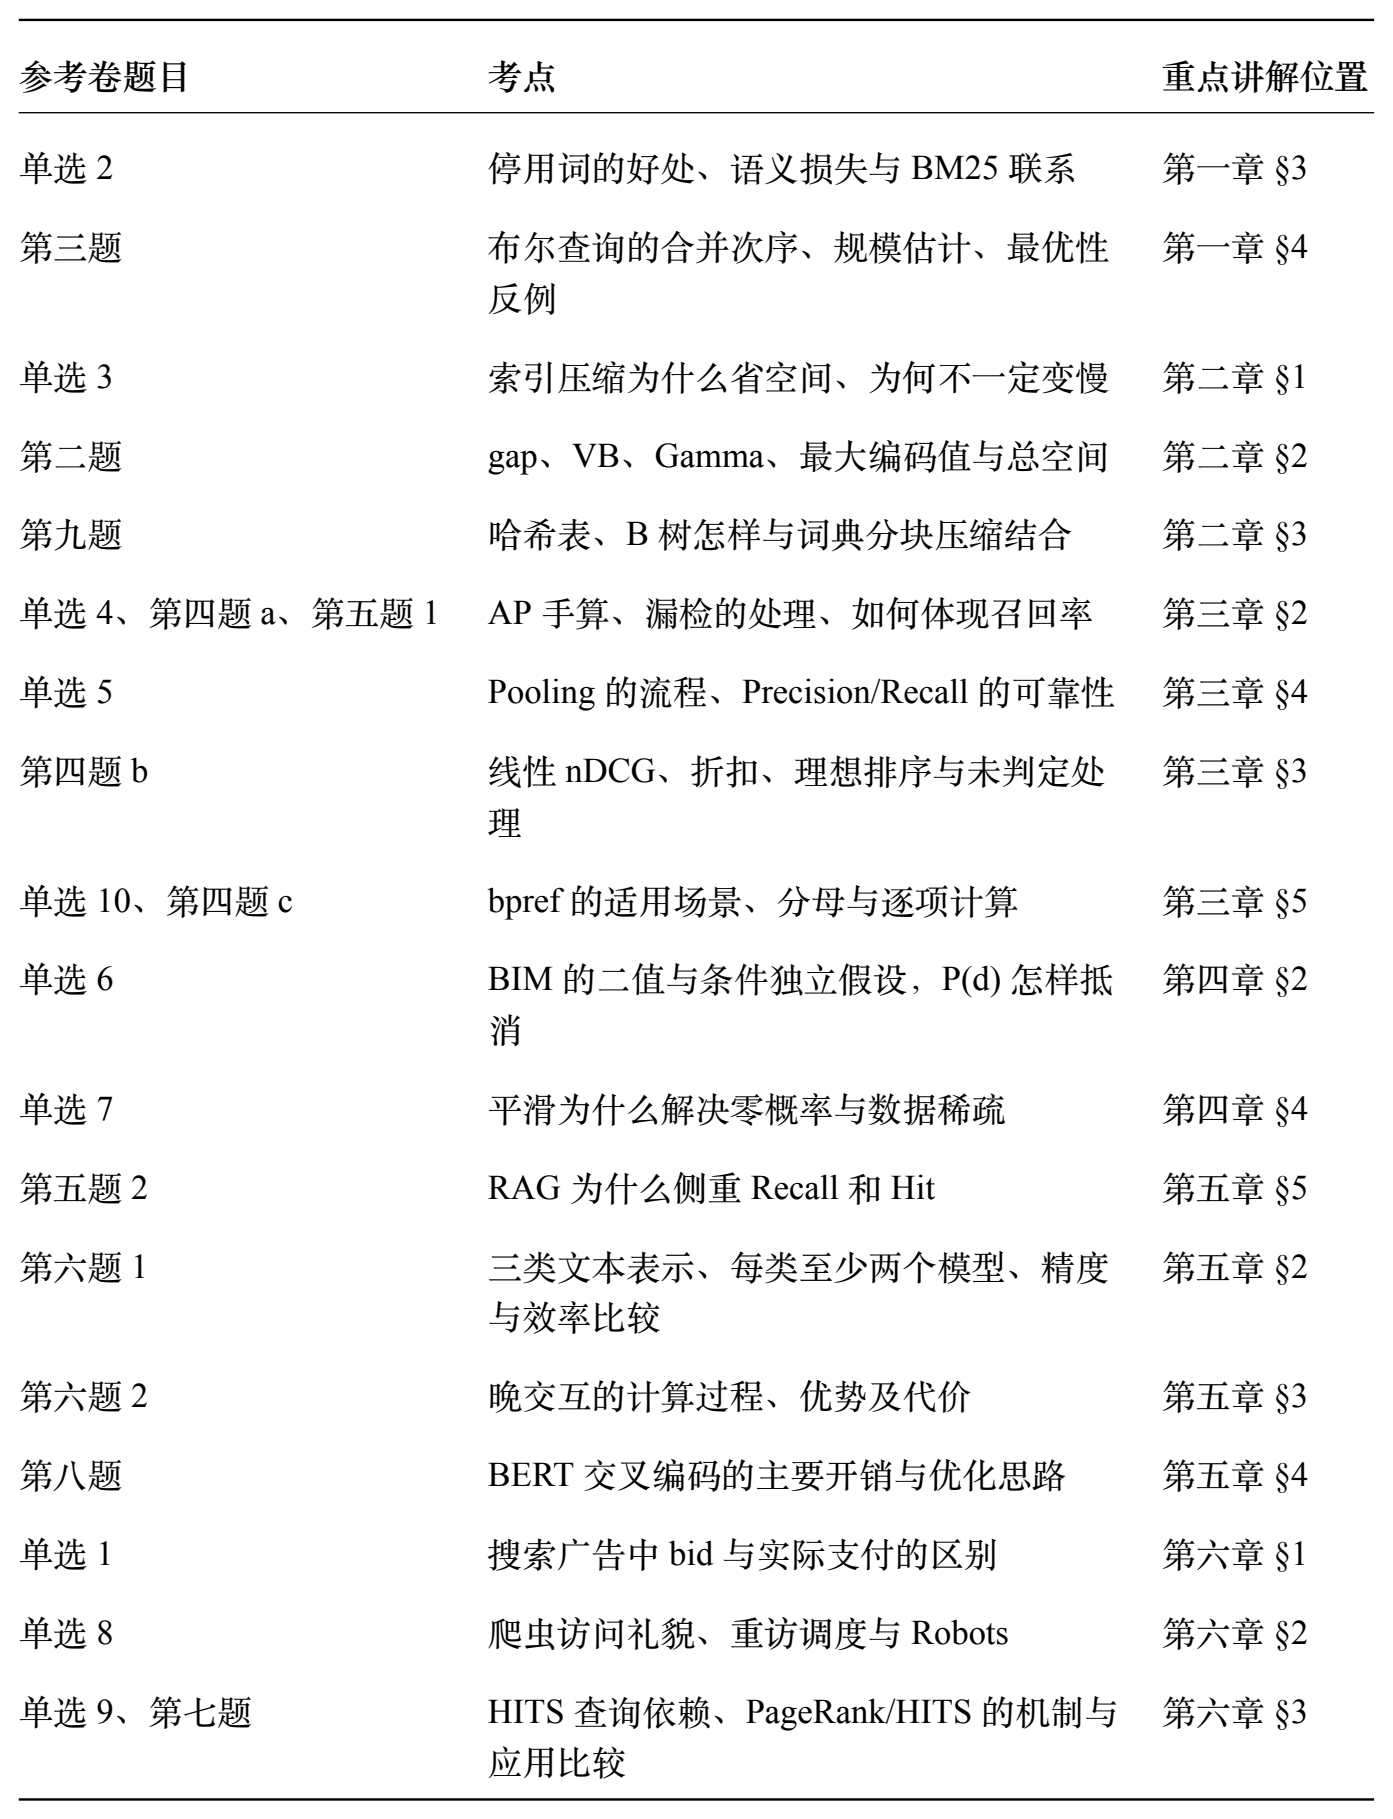 参考卷题目 考点 重点讲解位置
单选 2 停用词的好处、语义损失与 BM25 联系 第一章 §3
第三题 布尔查询的合并次序、规模估计、最优性 第一章 §4
反例
单选 3 索引压缩为什么省空间、为何不一定变慢 第二章 §1
第二题 gap、VB、Gamma、最大编码值与总空间 第二章 §2
第九题 哈希表、B 树怎样与词典分块压缩结合 第二章 §3
单选 4、第四题 a、第五题 1 AP 手算、漏检的处理、如何体现召回率 第三章 §2
单选 5 Pooling 的流程、Precision/Recall 的可靠性 第三章 §4
第四题 b 线性 nDCG、折扣、理想排序与未判定处 第三章 §3
理
单选 10、第四题 c bpref 的适用场景、分母与逐项计算 第三章 §5
单选 6 BIM 的二值与条件独立假设，P(d) 怎样抵 第四章 §2
消
单选 7 平滑为什么解决零概率与数据稀疏 第四章 §4
第五题 2 RAG 为什么侧重 Recall 和 Hit 第五章 §5
第六题 1 三类文本表示、每类至少两个模型、精度 第五章 §2
与效率比较
第六题 2 晚交互的计算过程、优势及代价 第五章 §3
第八题 BERT 交叉编码的主要开销与优化思路 第五章 §4
单选 1 搜索广告中 bid 与实际支付的区别 第六章 §1
单选 8 爬虫访问礼貌、重访调度与 Robots 第六章 §2
单选 9、第七题 HITS 查询依赖、PageRank/HITS 的机制与 第六章 §3
应用比较